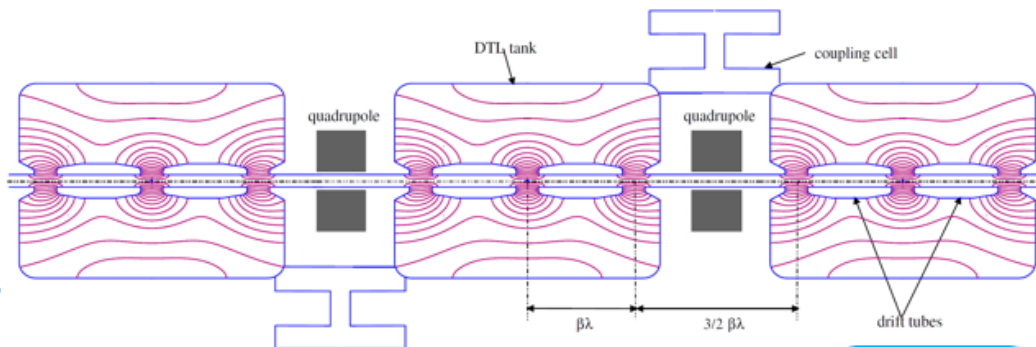 DTL tank
coupling cell
quadrupole
quadrupole
βλ
3/2 βλ
drift tubes